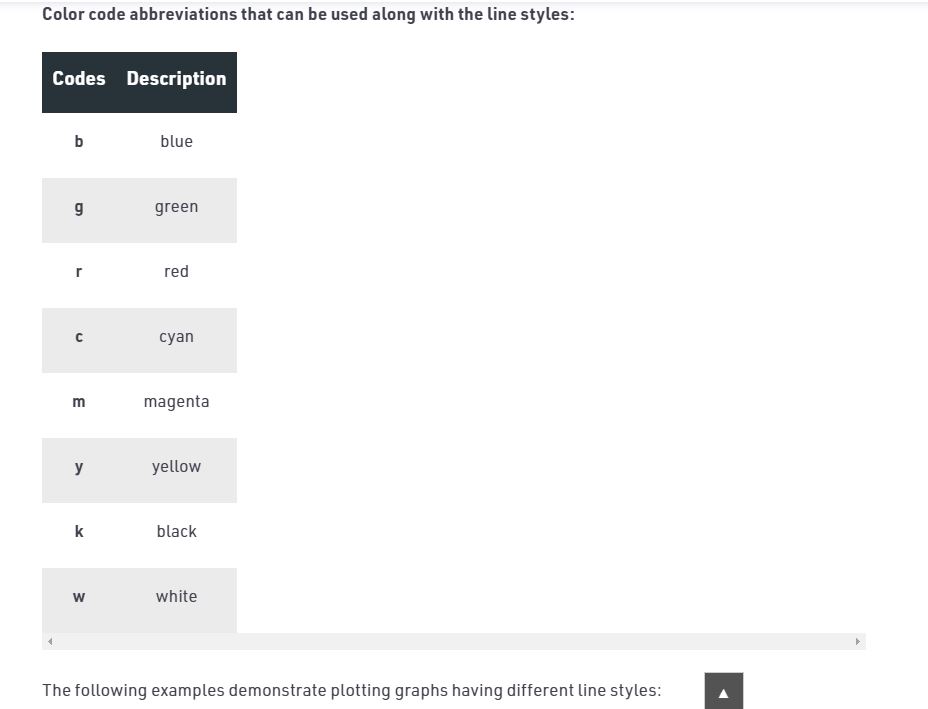 Color code abbreviations that can be used along with the line styles:
Codes Description
b blue
g green
r red
c cyan
m magenta
y yellow
k black
w white
The following examples demonstrate plotting graphs having different line styles: